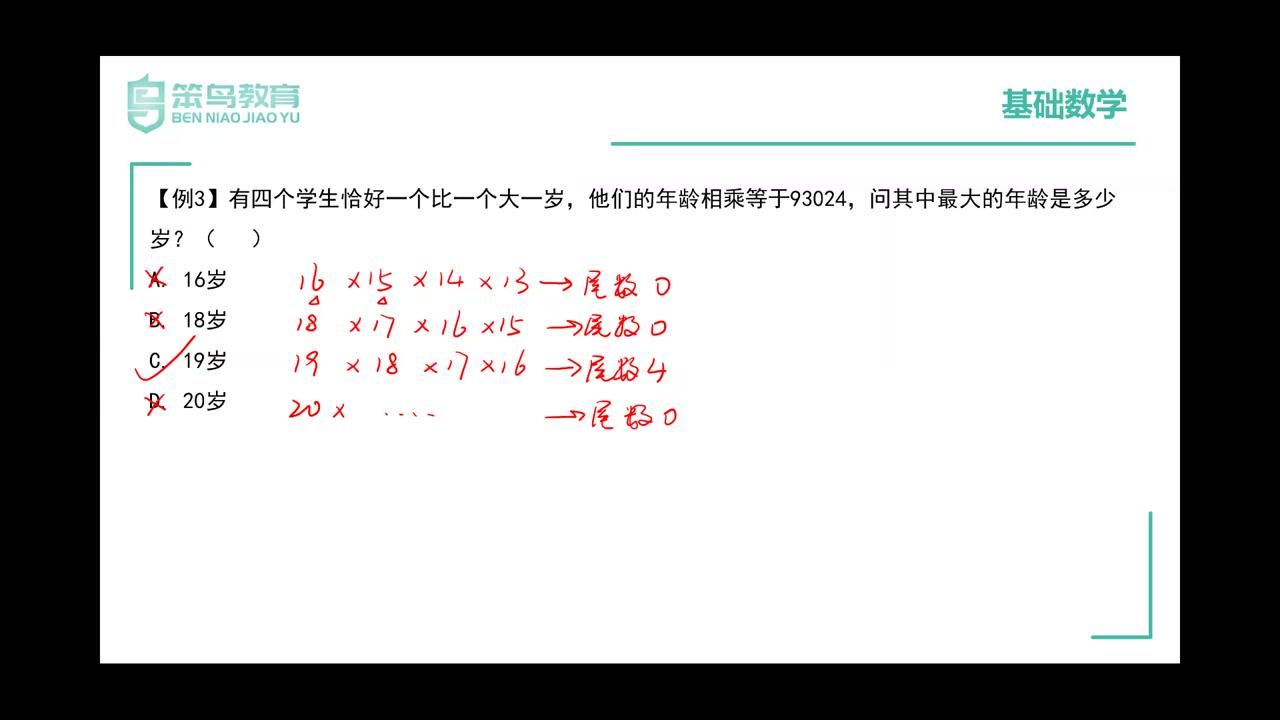 笨鸟教育
BEN NIAO JIAO YU
基础数学
【例3】有四个学生恰好一个比一个大一岁，他们的年龄相乘等于93024，问其中最大的年龄是多少
岁？（　）
A. 16岁 16 ×15 ×14 ×13 → 尾数 0
B. 18岁 18 ×17 ×16 ×15 →尾数 0
C. 19岁 19 ×18 ×17 ×16 →尾数 4
D. 20岁 20 × ···· →尾数 0